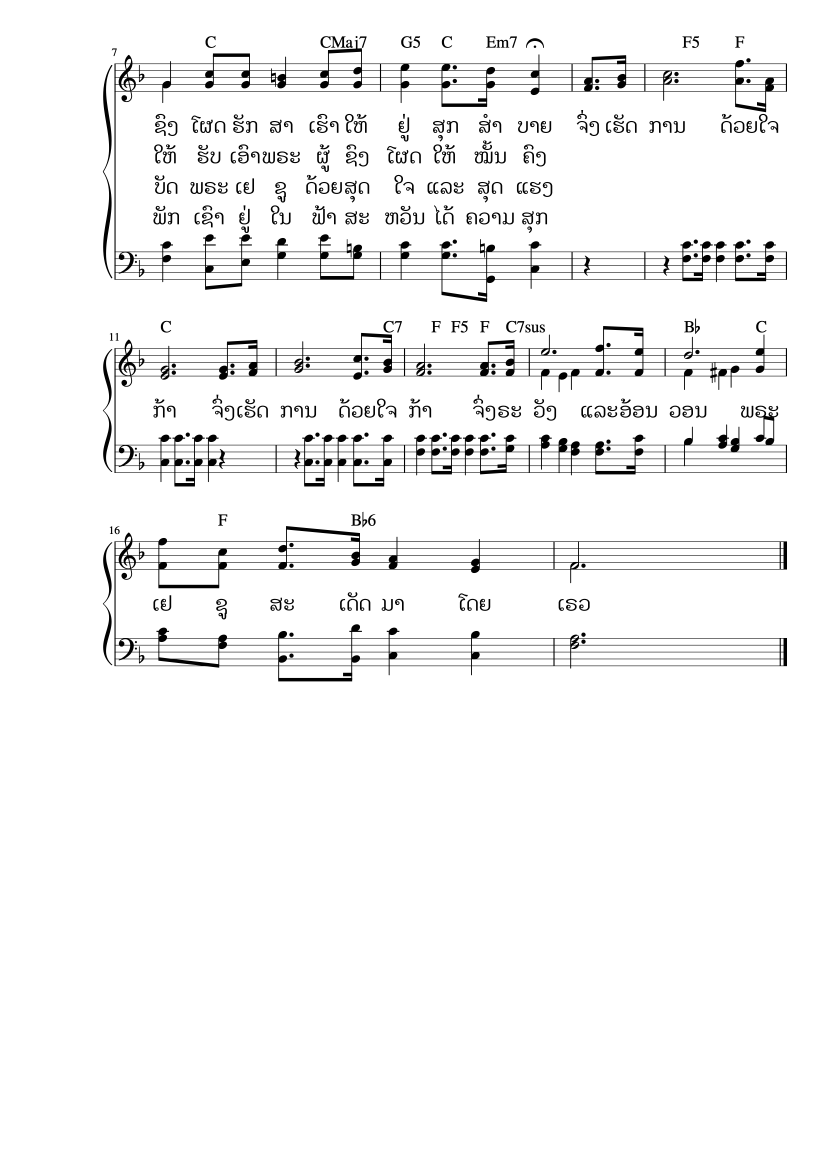 C CMaj7 G5 C Em7 F5 F
7
ຊົງ ໂຜດ ຮັກ ສາ ເຮົາ ໃຫ້ ຢູ່ ສຸກ ສຳ ບາຍ ຈົ່ງ ເຮັດ ການ ດ້ວຍໃຈ
ໃຫ້ ຮັບ ເອົາພຣະ ຜູ້ ຊົງ ໂຜດ ໃຫ້ ໝັ້ນ ຄົງ
ບັດ ພຣະ ເຢ ຊູ ດ້ວຍສຸດ ໃຈ ແລະ ສຸດ ແຮງ
ພັກ ເຊົາ ຢູ່ ໃນ ຟ້າ ສະ ຫວັນ ໄດ້ ຄວາມ ສຸກ
C C7 F F5 F C7sus B♭ C
11
ກ້າ ຈົ່ງເຮັດ ການ ດ້ວຍໃຈ ກ້າ ຈົ່ງຣະ ວັງ ແລະອ້ອນ ວອນ ພຣະ
F B♭6
16
ເຢ ຊູ ສະ ເດັດ ມາ ໂດຍ ເຣວ